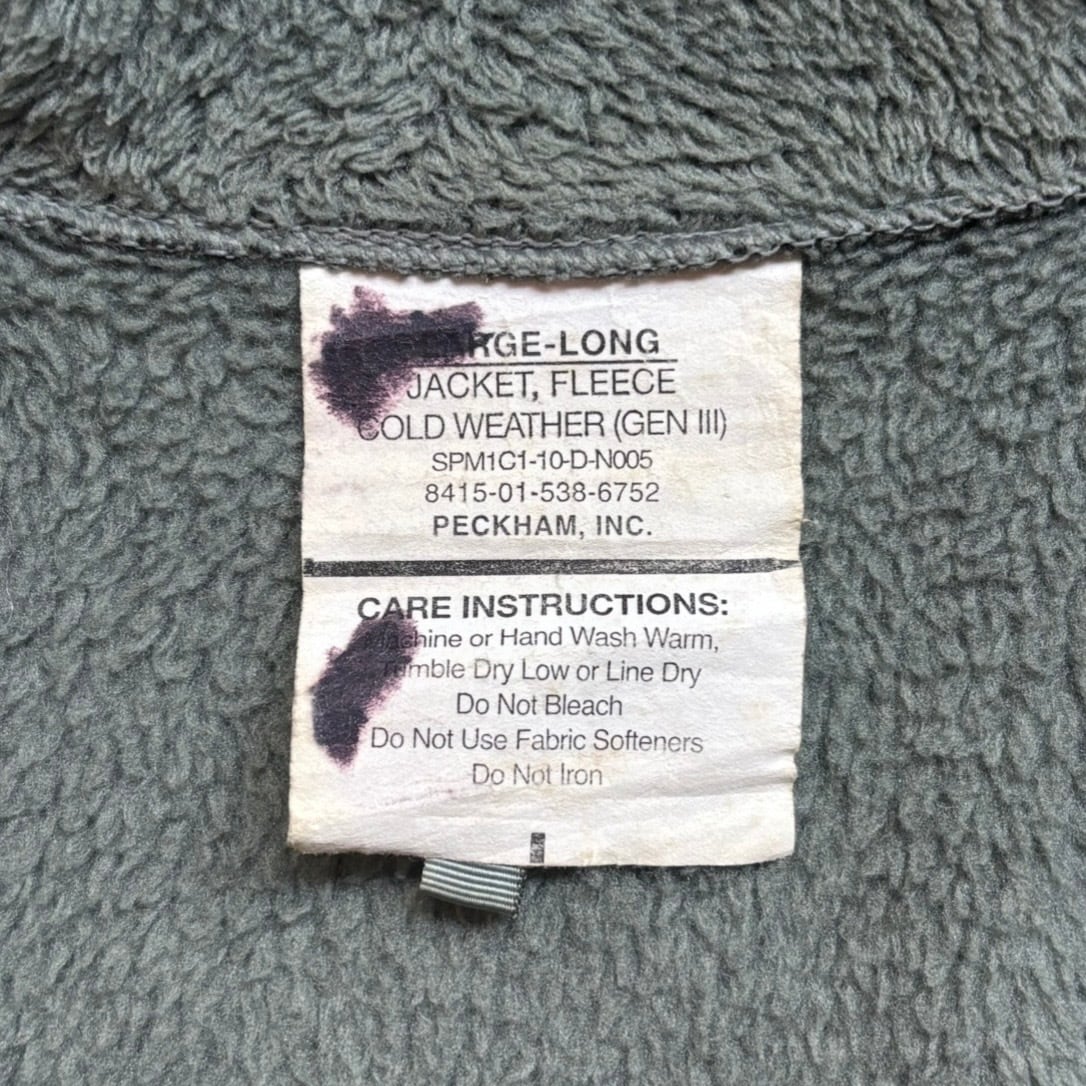 RGE-LONG
JACKET, FLEECE
COLD WEATHER (GEN III)
SPM1C1-10-D-N005
8415-01-538-6752
PECKHAM, INC.
CARE INSTRUCTIONS:
Machine or Hand Wash Warm,
Tumble Dry Low or Line Dry
Do Not Bleach
Do Not Use Fabric Softeners
Do Not Iron